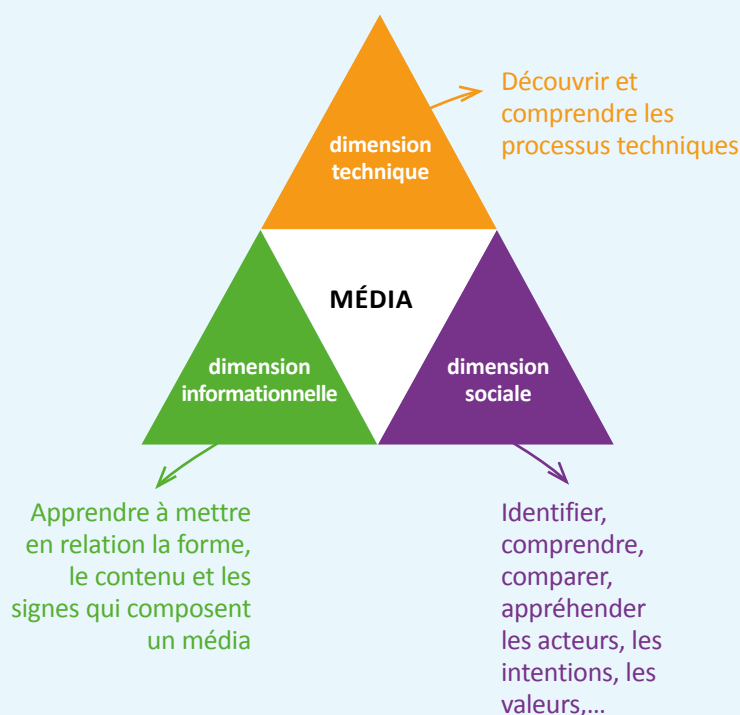 Découvrir et
comprendre les
processus techniques
dimension
technique
MÉDIA
dimension
informationnelle
dimension
sociale
Apprendre à mettre
en relation la forme,
le contenu et les
signes qui composent
un média
Identifier,
comprendre,
comparer,
appréhender
les acteurs, les
intentions, les
valeurs,...